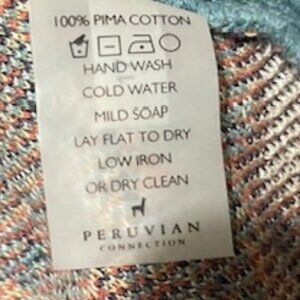 100% PIMA COTTON
HAND WASH
COLD WATER
MILD SOAP
LAY FLAT TO DRY
LOW IRON
OR DRY CLEAN
PERUVIAN
CONNECTION